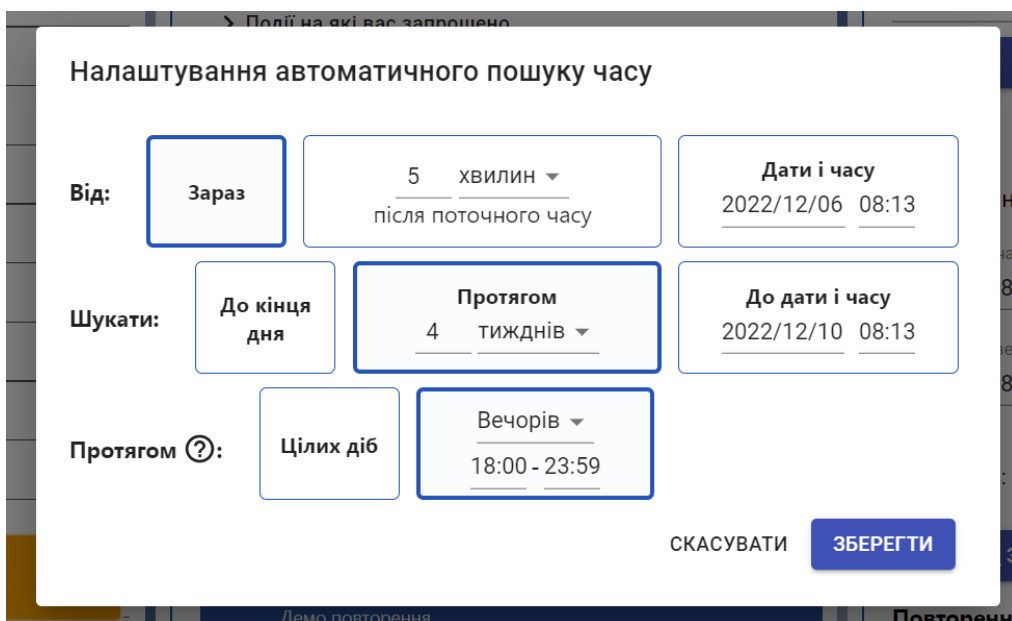 Події на які вас запрошено
Налаштування автоматичного пошуку часу
Від:
Зараз
5 хвилин
після поточного часу
Дати і часу
2022/12/06 08:13
Шукати:
До кінця
дня
Протягом
4 тижднів
До дати і часу
2022/12/10 08:13
Протягом ?:
Цілих діб
Вечорів
18:00 - 23:59
СКАСУВАТИ
ЗБЕРЕГТИ
Демо повторення